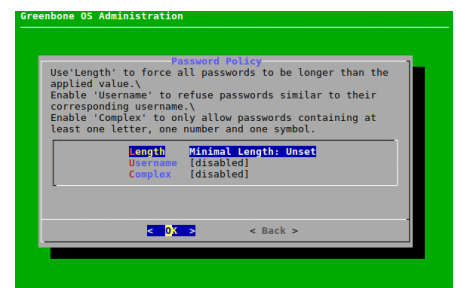 Greenbone OS Administration
Password Policy
Use'Length' to force all passwords to be longer than the
applied value.\
Enable 'Username' to refuse passwords similar to their
corresponding username.\
Enable 'Complex' to only allow passwords containing at
least one letter, one number and one symbol.
Length Minimal Length: Unset
Username [disabled]
Complex [disabled]
< OK > < Back >